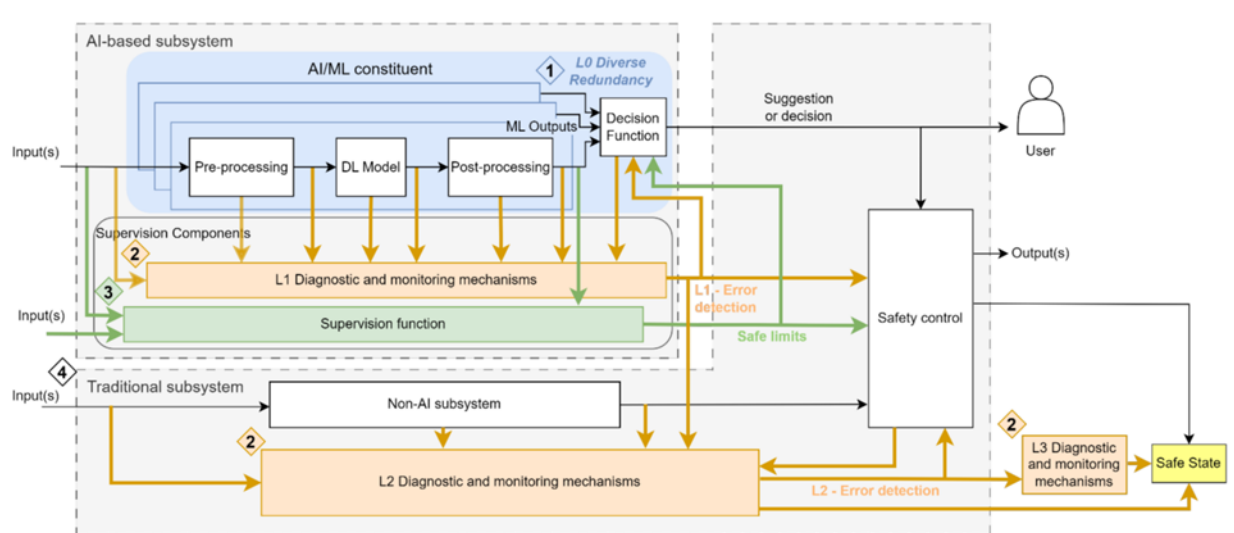 AI-based subsystem
AI/ML constituent
1
L0 Diverse
Redundancy
Decision
Function
ML Outputs
Suggestion
or decision
User
Input(s)
Pre-processing
DL Model
Post-processing
Supervision Components
2
L1 Diagnostic and monitoring mechanisms
3
L1 - Error
detection
Output(s)
Input(s)
Supervision function
Safe limits
Safety control
4
Traditional subsystem
Input(s)
Non-AI subsystem
2
L2 Diagnostic and monitoring mechanisms
L2 - Error detection
2
L3 Diagnostic
and monitoring
mechanisms
Safe State